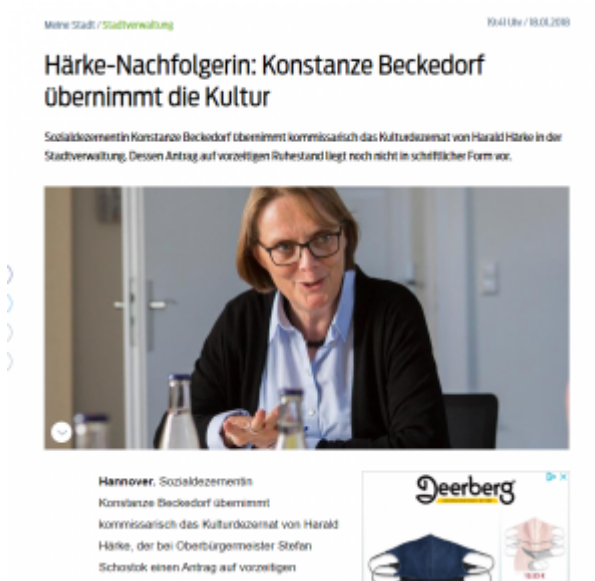 Meine Stadt / Stadtverwaltung
19:41 Uhr / 18.01.2018
Härke-Nachfolgerin: Konstanze Beckedorf
übernimmt die Kultur
Sozialdezernentin Konstanze Beckedorf übernimmt kommissarisch das Kulturdezernat von Harald Härke in der
Stadtverwaltung. Dessen Antrag auf vorzeitigen Ruhestand liegt noch nicht in schriftlicher Form vor.
Hannover. Sozialdezernentin
Konstanze Beckedorf übernimmt
kommissarisch das Kulturdezernat von Harald
Härke, der bei Oberbürgermeister Stefan
Schostok einen Antrag auf vorzeitigen
Deerberg